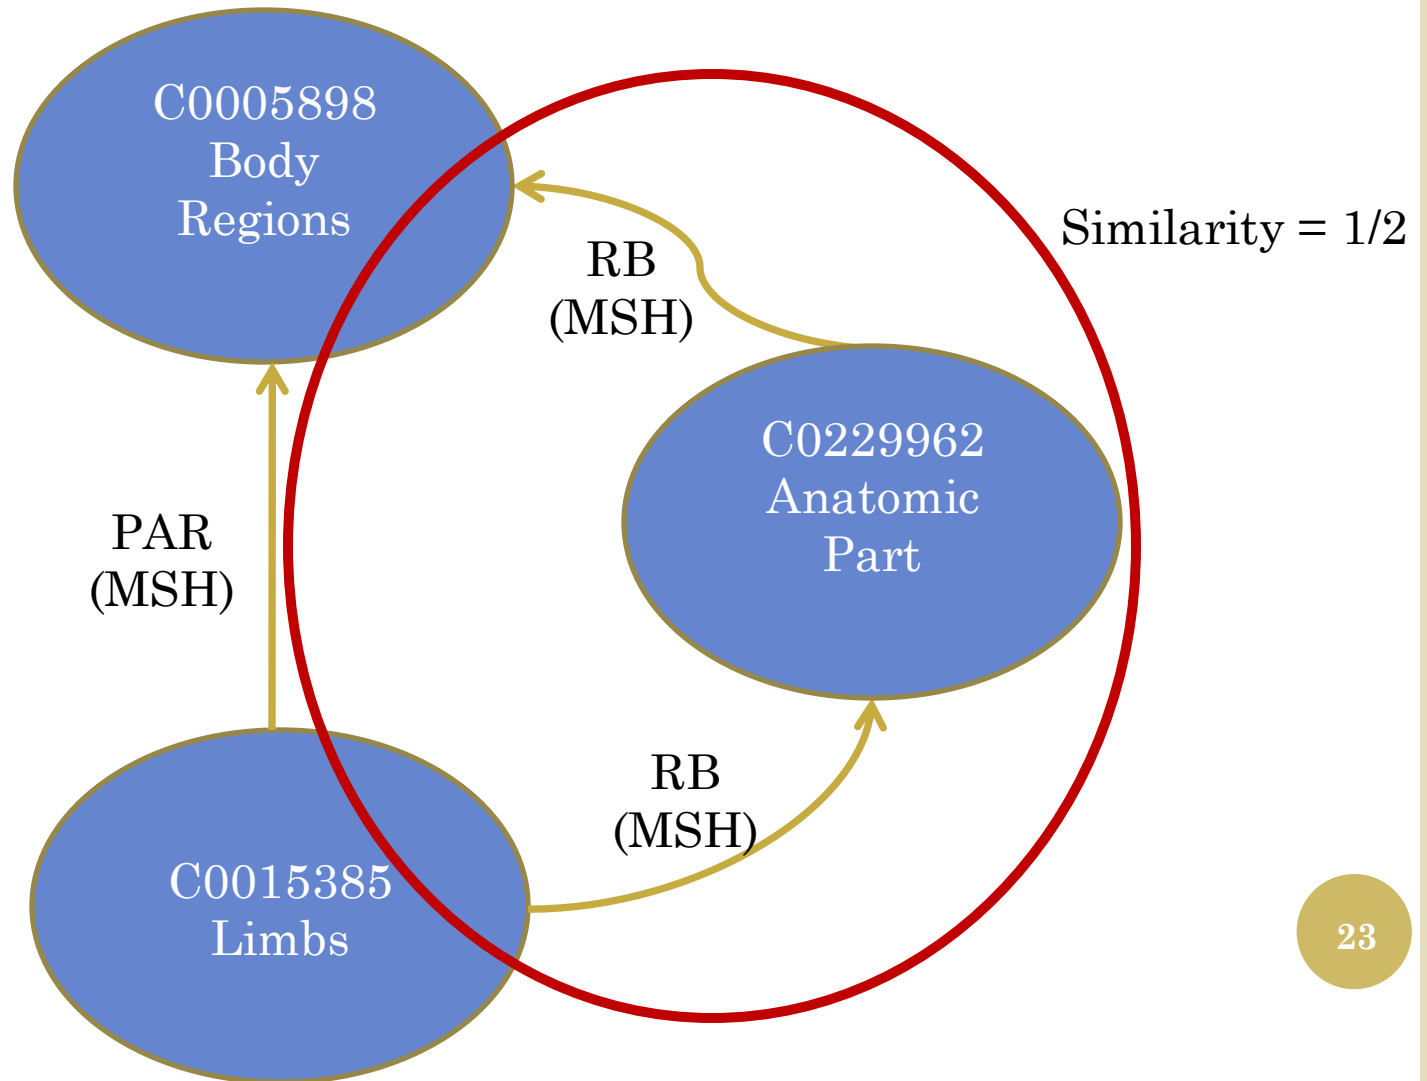 C0005898
Body
Regions
Similarity = 1/2
RB
(MSH)
C0229962
Anatomic
Part
PAR
(MSH)
RB
(MSH)
C0015385
Limbs
23